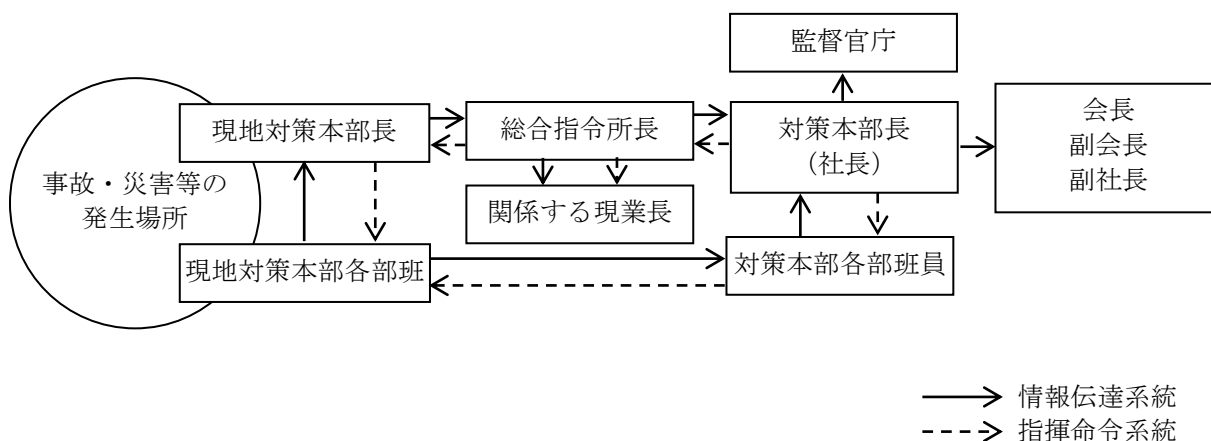 監督官庁
現地対策本部長
総合指令所長
対策本部長
（社長）
会長
副会長
副社長
事故・災害等の
発生場所
関係する現業長
現地対策本部各部班
対策本部各部班員
情報伝達系統
指揮命令系統